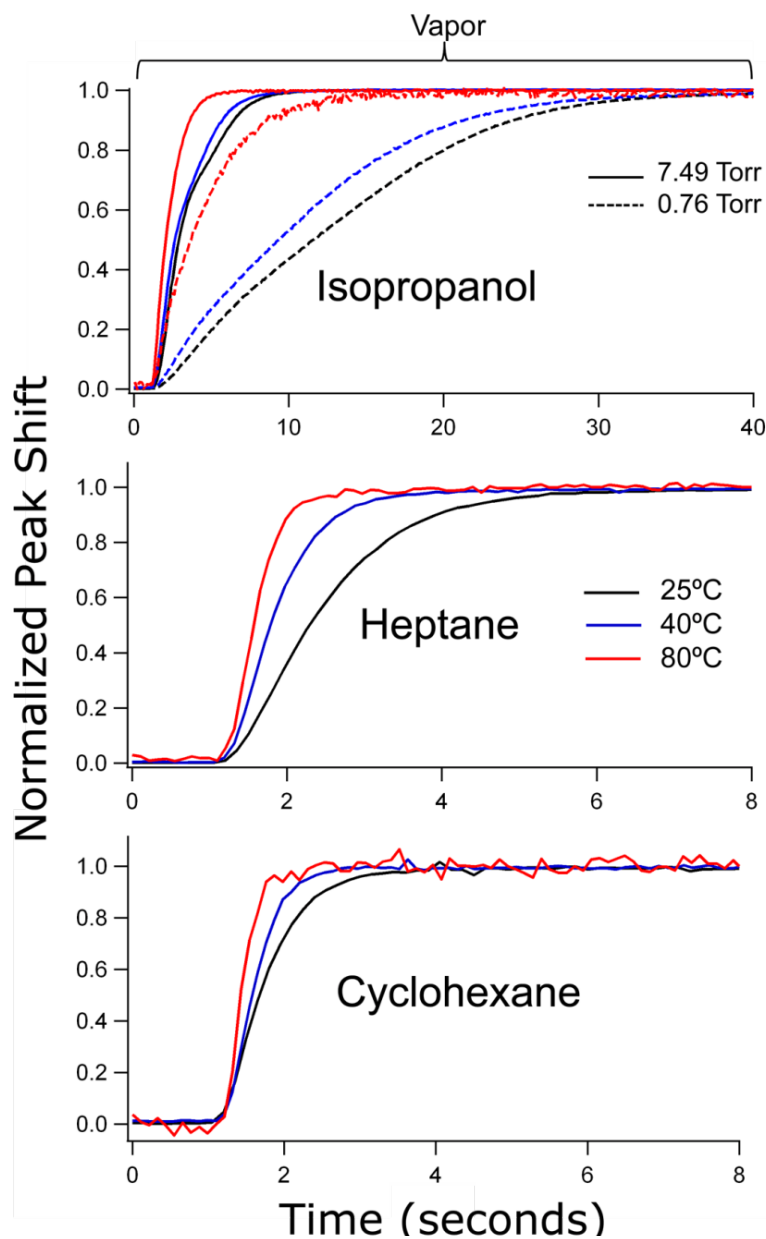 Vapor
Normalized Peak Shift
1.0
0.8
0.6
0.4
0.2
0.0
7.49 Torr
0.76 Torr
Isopropanol
0 10 20 30 40
1.0
0.8
0.6
0.4
0.2
0.0
25ºC
40ºC
80ºC
Heptane
0 2 4 6 8
1.0
0.8
0.6
0.4
0.2
0.0
Cyclohexane
0 2 4 6 8
Time (seconds)